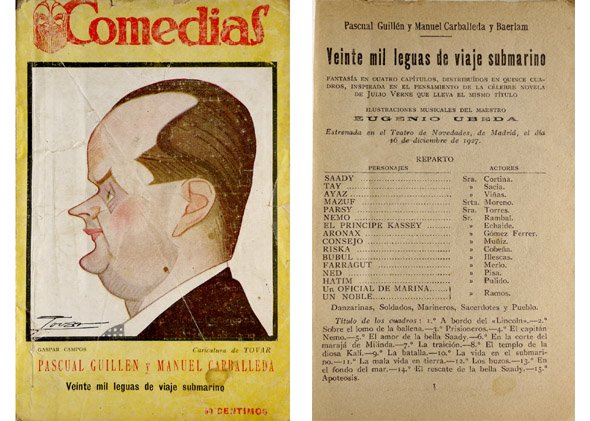 Comedias
TOVAR
GASPAR CAMPOS
Caricatura de TOVAR
PASCUAL GUILLEN y MANUEL CARBALLEDA
Veinte mil leguas de viaje submarino
50 CENTIMOS
Pascual Guillén y Manuel Carballeda y Baerlam
Veinte mil leguas de viaje submarino
FANTASÍA EN CUATRO CAPÍTULOS, DISTRIBUÍDOS EN QUINCE CUA-
DROS, INSPIRADA EN EL PENSAMIENTO DE LA CÉLEBRE NOVELA
DE JULIO VERNE QUE LLEVA EL MISMO TÍTULO
ILUSTRACIONES MUSICALES DEL MAESTRO
EUGENIO UBEDA
Estrenada en el Teatro de Novedades, de Madrid, el día
16 de diciembre de 1927.
REPARTO
PERSONAJES ACTORES
SAADY Sra. Cortina.
TAY » Sacia.
AYAZ » Viñas.
MAZUF Srta. Moreno.
PARSY Sra. Torres.
NEMO Sr. Rambal.
EL PRINCIPE KASSEY » Echaide.
ARONAX » Gómez Ferrer.
CONSEJO » Muñiz.
RISKA » Cobeña.
BUBUL » Illescas.
FARRAGUT » Merlo.
NED » Pisa.
HATIM » Pulido.
Un OFICIAL DE MARINA
UN NOBLE » Ramos.
Danzarinas, Soldados, Marineros, Sacerdotes y Pueblo.
Título de los cuadros: 1.º A bordo del «Lincoln».—2.º
Sobre el lomo de la ballena.—3.º Prisioneros.—4.º El capitán
Nemo.—5.º El amor de la bella Saady.—6.º En la corte del
marajá de Milinda.—7.º La traición.—8.º El templo de la
diosa Kalí.—9.º La batalla.—10.º La vida en el submari-
no.—11.º La mala vida en tierra.—12.º Los buzos.—13.º En
el fondo del mar.—14.º El rescate de la bella Saady.—15.º
Apoteosis.